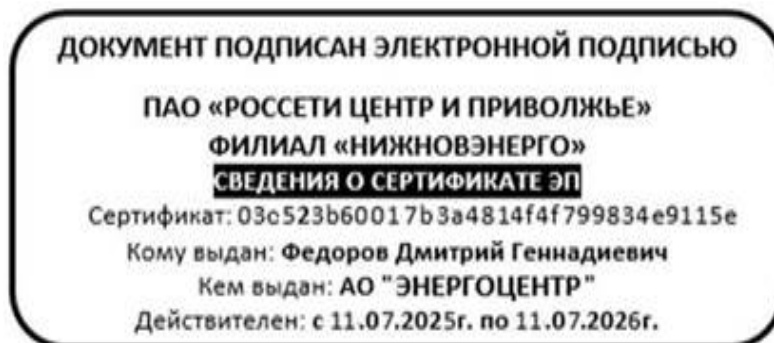 ДОКУМЕНТ ПОДПИСАН ЭЛЕКТРОННОЙ ПОДПИСЬЮ
ПАО «РОССЕТИ ЦЕНТР И ПРИВОЛЖЬЕ»
ФИЛИАЛ «НИЖНОВЭНЕРГО»
СВЕДЕНИЯ О СЕРТИФИКАТЕ ЭП
Сертификат: 03c523b60017b3a4814f4f799834e9115e
Кому выдан: Федоров Дмитрий Геннадиевич
Кем выдан: АО "ЭНЕРГОЦЕНТР"
Действителен: с 11.07.2025г. по 11.07.2026г.